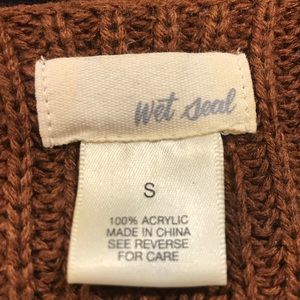 wet seal
S
100% ACRYLIC
MADE IN CHINA
SEE REVERSE
FOR CARE